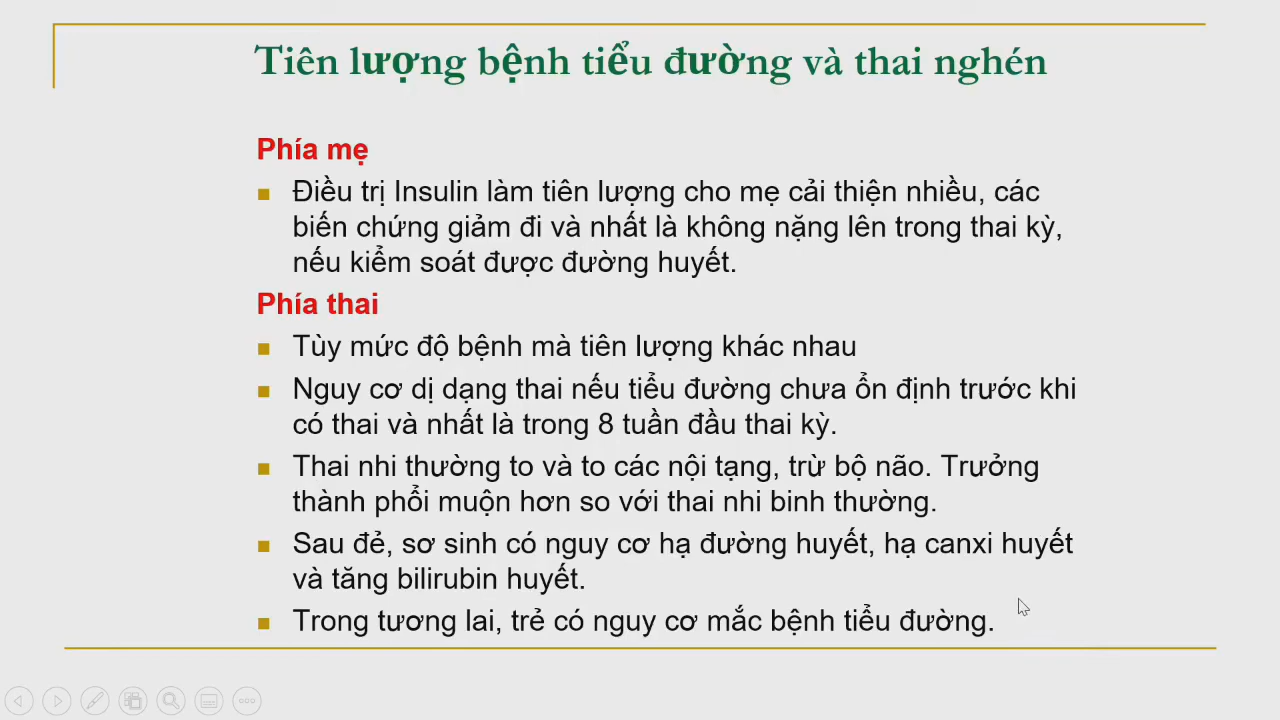 Tiên lượng bệnh tiểu đường và thai nghén
Phía mẹ
Điều trị Insulin làm tiên lượng cho mẹ cải thiện nhiều, các
biến chứng giảm đi và nhất là không nặng lên trong thai kỳ,
nếu kiểm soát được đường huyết.
Phía thai
Tùy mức độ bệnh mà tiên lượng khác nhau
Nguy cơ dị dạng thai nếu tiểu đường chưa ổn định trước khi
có thai và nhất là trong 8 tuần đầu thai kỳ.
Thai nhi thường to và to các nội tạng, trừ bộ não. Trưởng
thành phổi muộn hơn so với thai nhi binh thường.
Sau đẻ, sơ sinh có nguy cơ hạ đường huyết, hạ canxi huyết
và tăng bilirubin huyết.
Trong tương lai, trẻ có nguy cơ mắc bệnh tiểu đường.